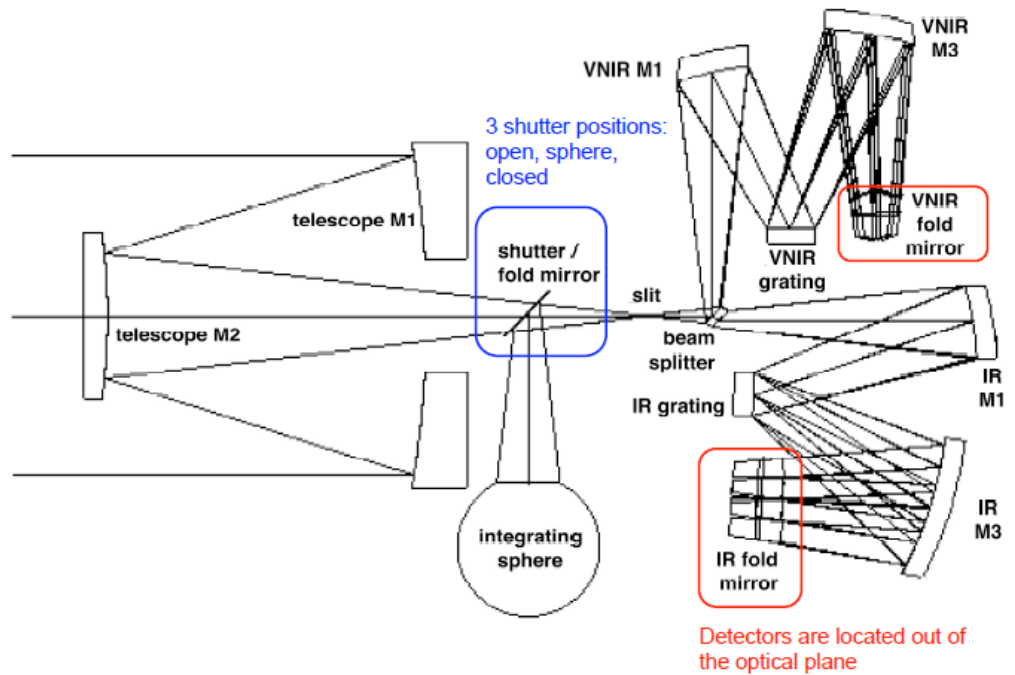 VNIR
M3
VNIR M1
3 shutter positions:
open, sphere,
closed
telescope M1
shutter /
fold mirror
VNIR
fold
mirror
VNIR
grating
slit
telescope M2
beam
splitter
IR
M1
IR grating
IR
M3
integrating
sphere
IR fold
mirror
Detectors are located out of
the optical plane